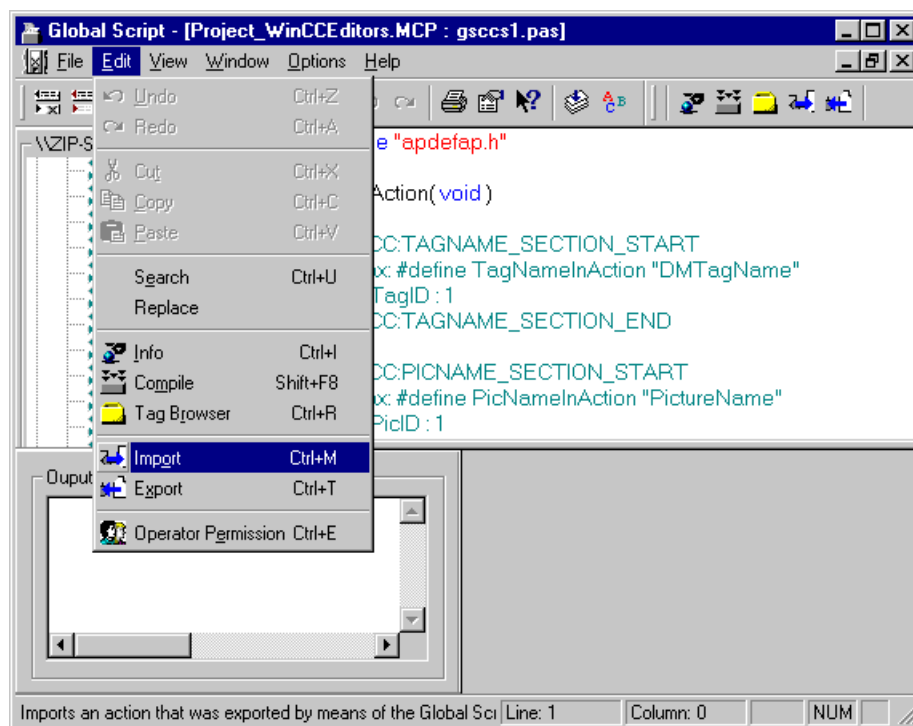 Global Script - [Project_WinCCEditors.MCP : gsccs1.pas]
File Edit View Window Options Help
Undo Ctrl+Z
Redo Ctrl+A
Cut Ctrl+X
Copy Ctrl+C
Paste Ctrl+V
Search Ctrl+U
Replace
Info Ctrl+I
Compile Shift+F8
Tag Browser Ctrl+R
Import Ctrl+M
Export Ctrl+T
Operator Permission Ctrl+E
\\ZIP-S
e "apdefap.h"
Action( void )
CC:TAGNAME_SECTION_START
ax: #define TagNameInAction "DMTagName"
TagID : 1
CC:TAGNAME_SECTION_END
CC:PICNAME_SECTION_START
ax: #define PicNameInAction "PictureName"
PicID : 1
Ouput
Imports an action that was exported by means of the Global Scr Line: 1 Column: 0 NUM